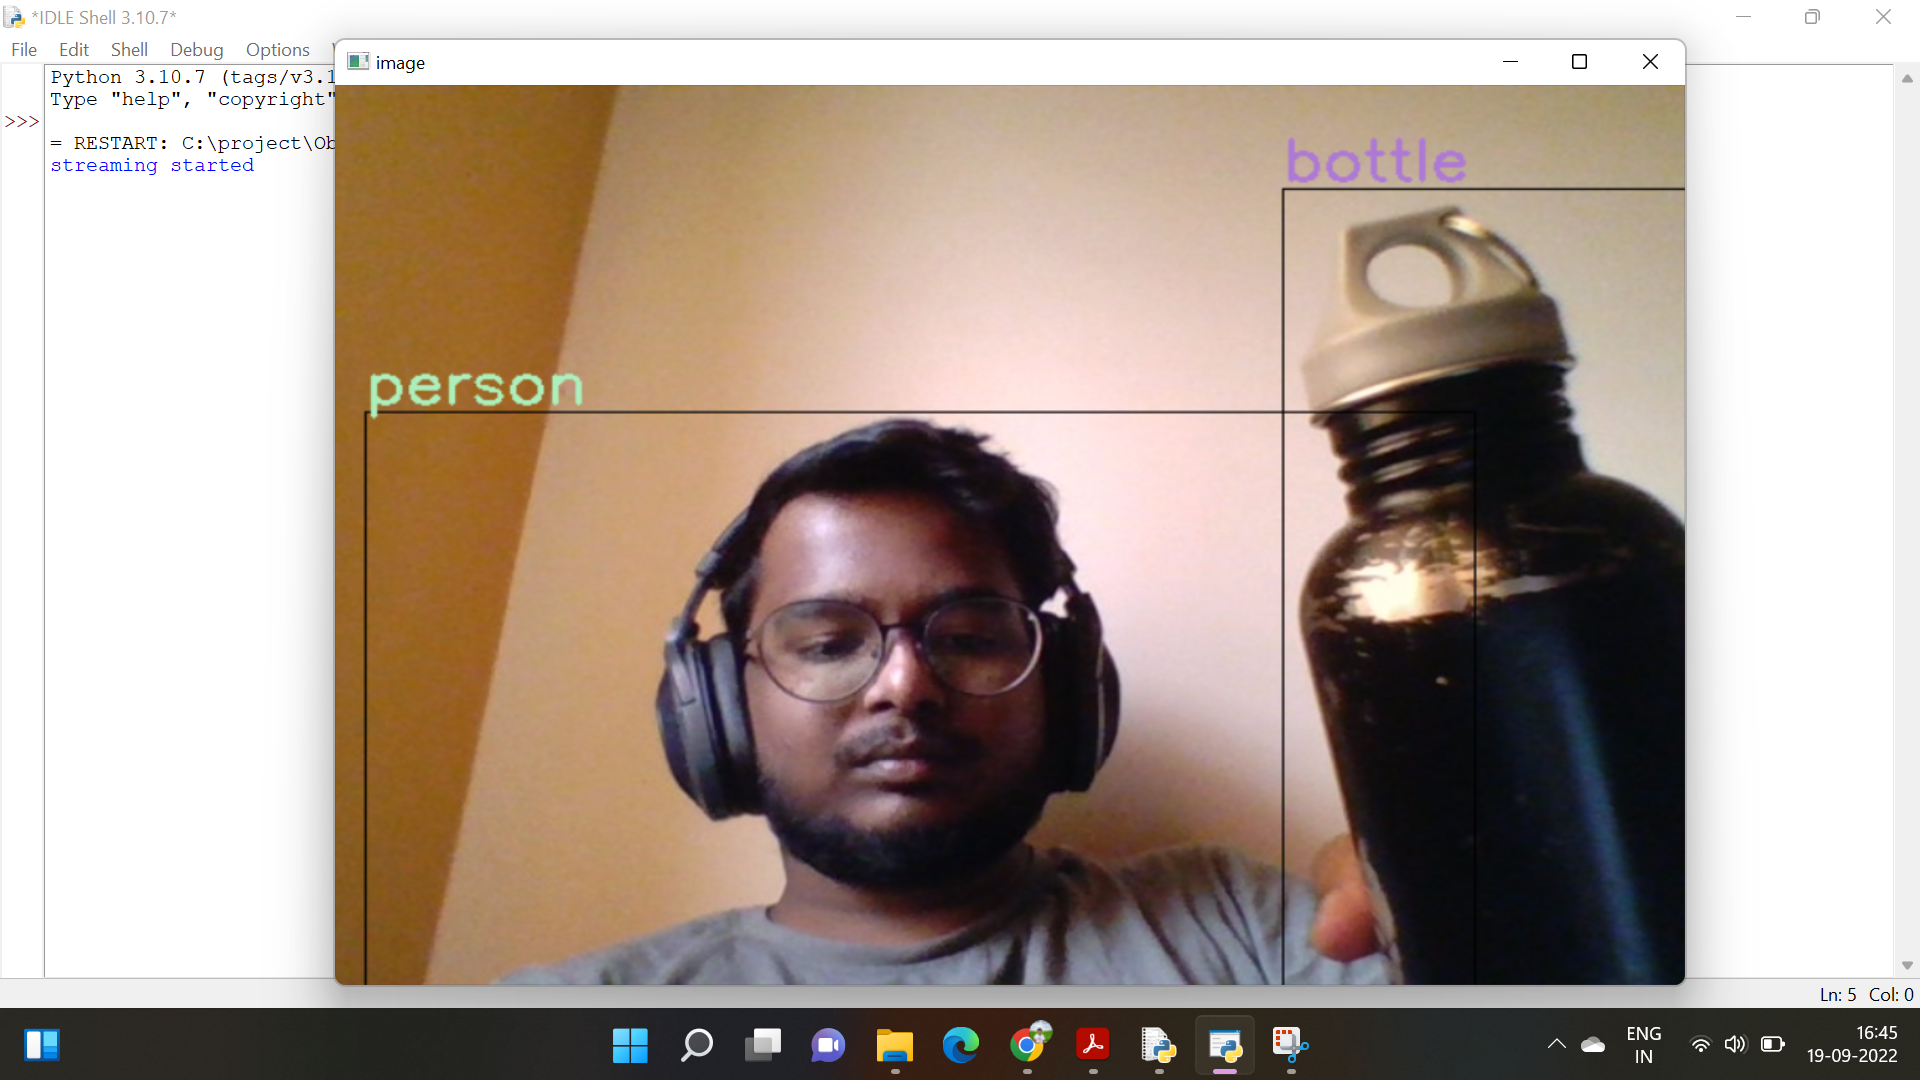 *IDLE Shell 3.10.7*
File Edit Shell Debug Options
Python 3.10.7 (tags/v3.1
Type "help", "copyright"
>>>
= RESTART: C:\project\Ob
streaming started
image
bottle
person
Ln: 5 Col: 0
ENG
IN
16:45
19-09-2022